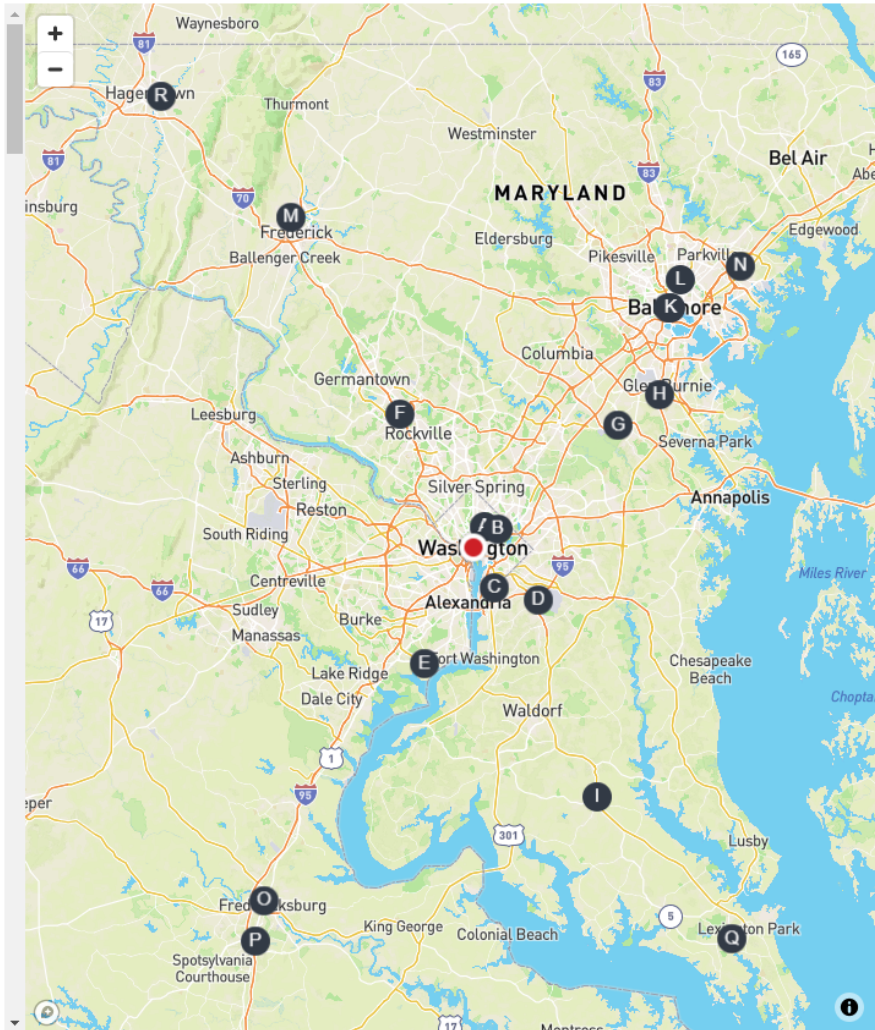 Waynesboro
+
−
81
165
R
Hagerstown
Thurmont
83
Westminster
Bel Air
81
70
83
MARYLAND
M
Frederick
Eldersburg
Edgewood
Ballenger Creek
Pikesville
Parkville
N
L
Baltimore
K
Columbia
Germantown
Glen Burnie
H
Leesburg
F
Rockville
G
Severna Park
Ashburn
Sterling
Silver Spring
Reston
Annapolis
South Riding
A
B
Washington
66
66
95
Miles River
Centreville
C
Alexandria
D
17
Sudley
Burke
Manassas
E
Fort Washington
Lake Ridge
Chesapeake
Beach
Dale City
Waldorf
1
95
I
301
Lusby
O
Fredericksburg
5
King George
Colonial Beach
Lexington Park
P
Q
Spotsylvania
Courthouse
17
17
i